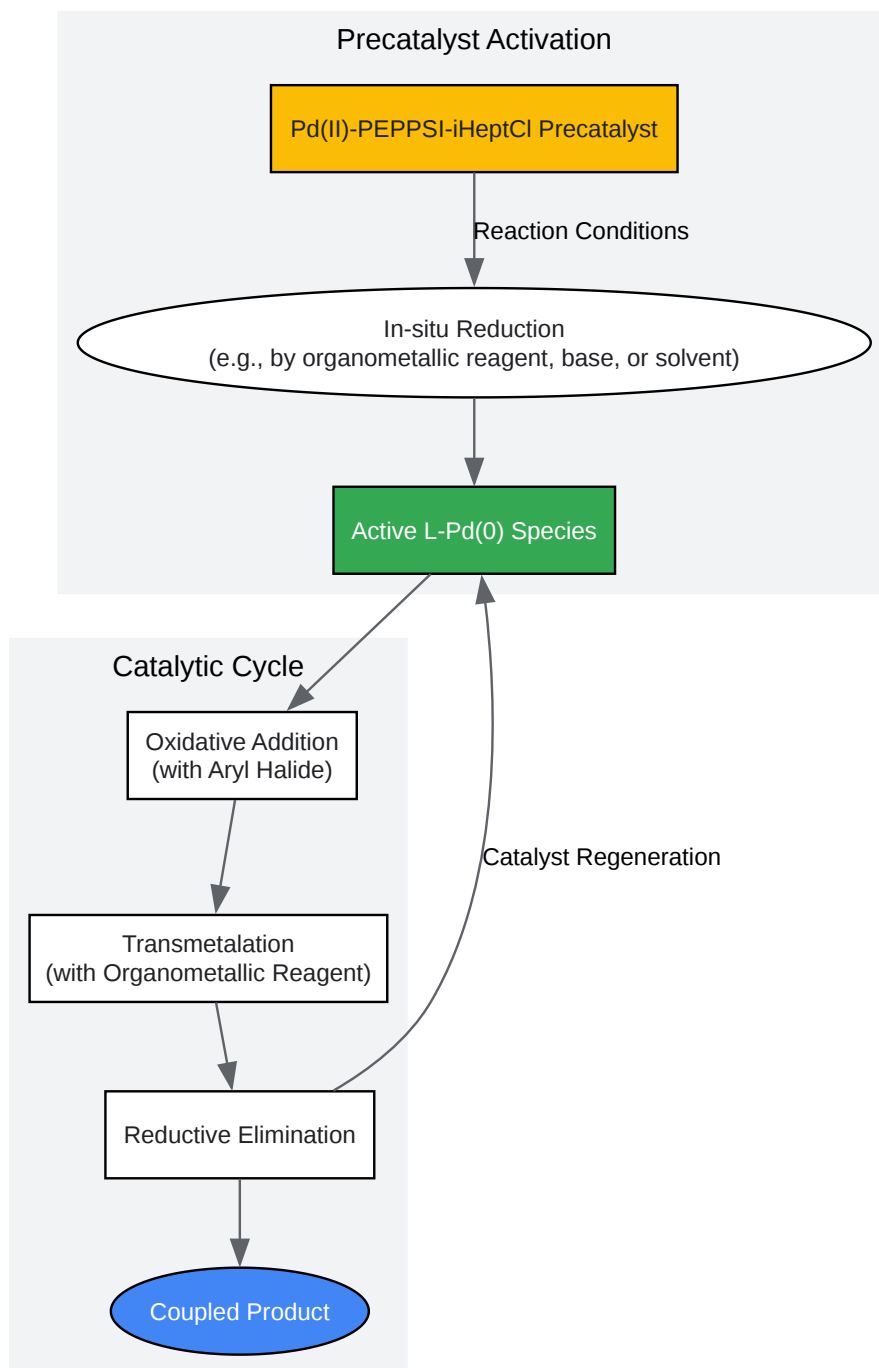 Precatalyst Activation
Pd(II)-PEPPSI-iHeptCl Precatalyst
Reaction Conditions
In-situ Reduction
(e.g., by organometallic reagent, base, or solvent)
Active L-Pd(0) Species
Catalytic Cycle
Oxidative Addition
(with Aryl Halide)
Catalyst Regeneration
Transmetalation
(with Organometallic Reagent)
Reductive Elimination
Coupled Product